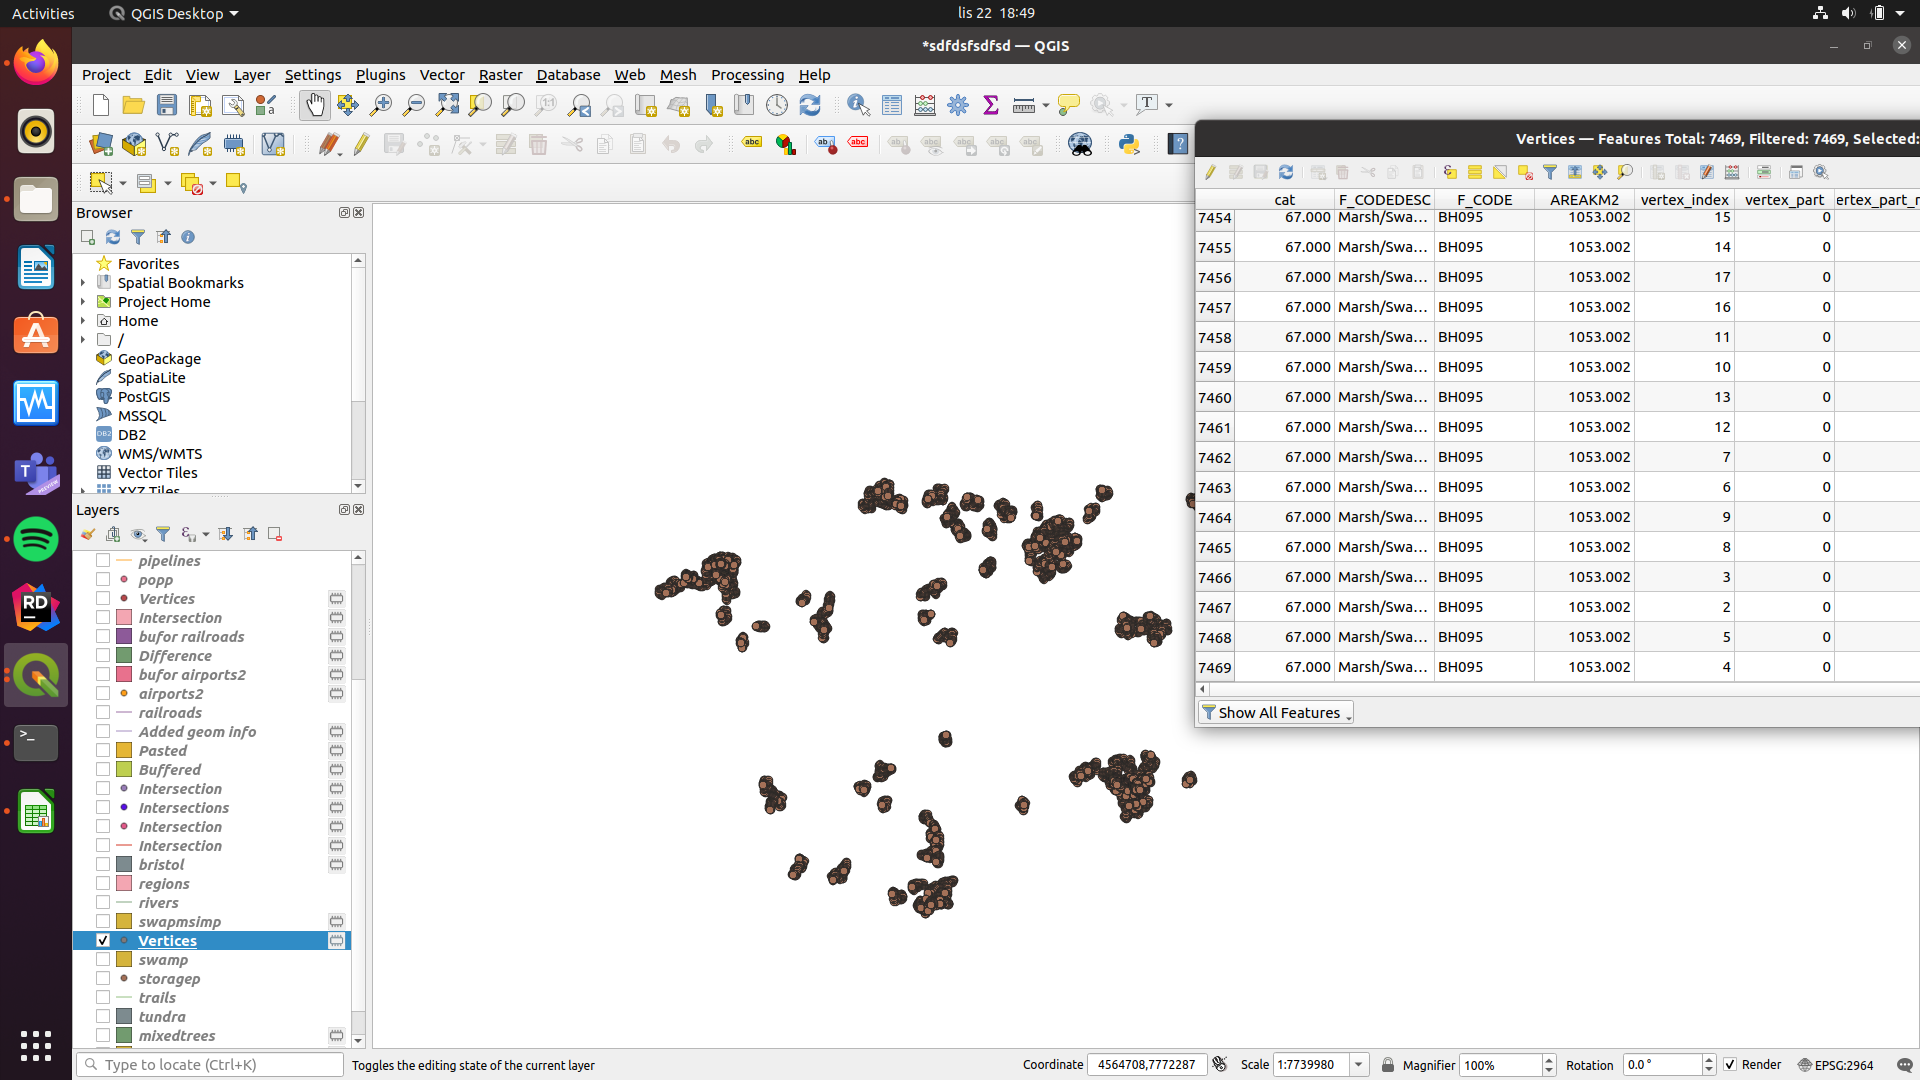 Activities
QGIS Desktop
lis 22 18:49
*sdfdsfsdfsd — QGIS
Project Edit View Layer Settings Plugins Vector Raster Database Web Mesh Processing Help
Vertices — Features Total: 7469, Filtered: 7469, Selected:
Browser
Favorites
Spatial Bookmarks
Project Home
Home
/
GeoPackage
SpatiaLite
PostGIS
MSSQL
DB2
WMS/WMTS
Vector Tiles
XYZ Tiles
Layers
pipelines
popp
Vertices
Intersection
bufor railroads
Difference
bufor airports2
airports2
railroads
Added geom info
Pasted
Buffered
Intersection
Intersections
Intersection
Intersection
bristol
regions
rivers
swapmsimp
Vertices
swamp
storagep
trails
tundra
mixedtrees
cat F_CODEDESC F_CODE AREAKM2 vertex_index vertex_part
7454 67.000 Marsh/Swa... BH095 1053.002 15 0
7455 67.000 Marsh/Swa... BH095 1053.002 14 0
7456 67.000 Marsh/Swa... BH095 1053.002 17 0
7457 67.000 Marsh/Swa... BH095 1053.002 16 0
7458 67.000 Marsh/Swa... BH095 1053.002 11 0
7459 67.000 Marsh/Swa... BH095 1053.002 10 0
7460 67.000 Marsh/Swa... BH095 1053.002 13 0
7461 67.000 Marsh/Swa... BH095 1053.002 12 0
7462 67.000 Marsh/Swa... BH095 1053.002 7 0
7463 67.000 Marsh/Swa... BH095 1053.002 6 0
7464 67.000 Marsh/Swa... BH095 1053.002 9 0
7465 67.000 Marsh/Swa... BH095 1053.002 8 0
7466 67.000 Marsh/Swa... BH095 1053.002 3 0
7467 67.000 Marsh/Swa... BH095 1053.002 2 0
7468 67.000 Marsh/Swa... BH095 1053.002 5 0
7469 67.000 Marsh/Swa... BH095 1053.002 4 0
Show All Features
Type to locate (Ctrl+K)
Toggles the editing state of the current layer
Coordinate 4564708,7772287
Scale 1:7739980
Magnifier 100%
Rotation 0.0 °
Render
EPSG:2964